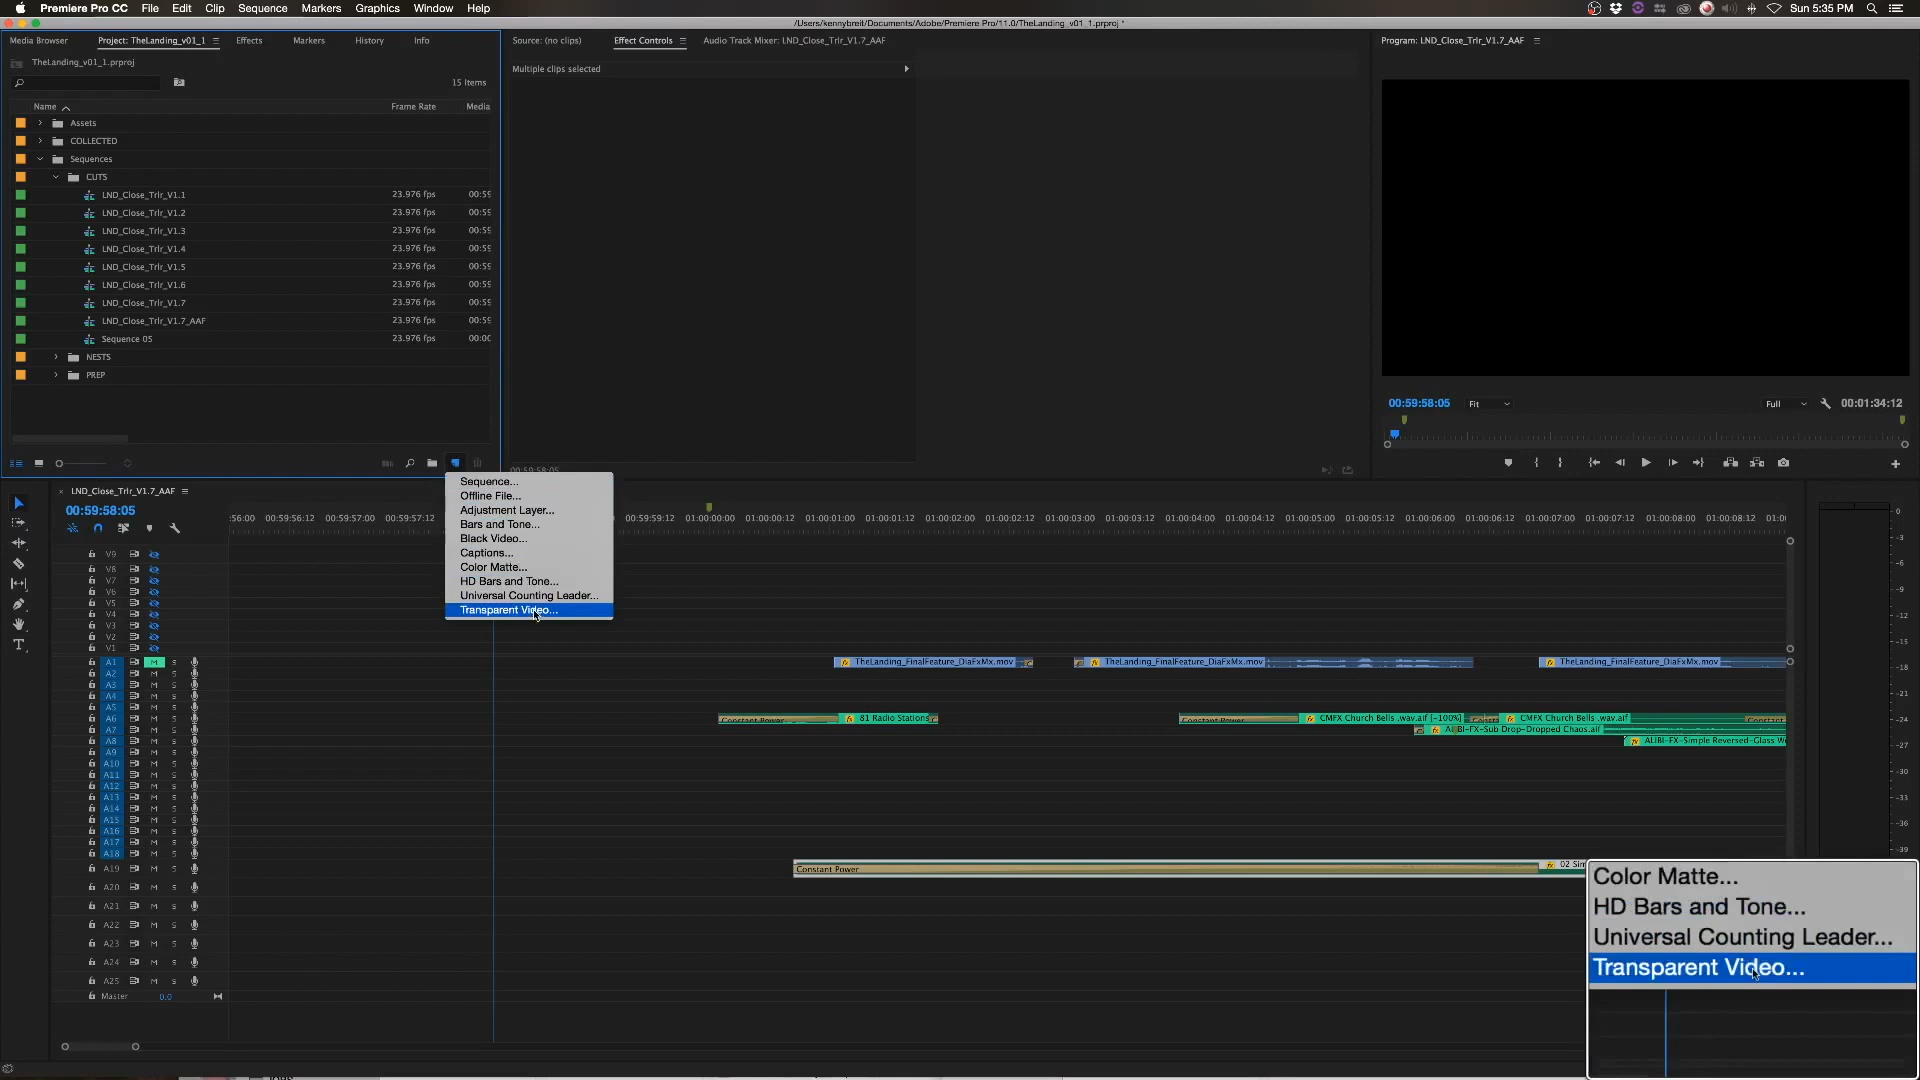 Premiere Pro CC File Edit Clip Sequence Markers Graphics Window Help
Sun 5:35 PM
/Users/kennybreit/Documents/Adobe/Premiere Pro/11.0/TheLanding_v01_1.prproj *
Media Browser
Project: TheLanding_v01_1
Effects
Markers
History
Info
TheLanding_v01_1.prproj
15 Items
Name
Frame Rate
Media
Assets
COLLECTED
Sequences
CUTS
LND_Close_Trlr_V1.1 23.976 fps 00:59
LND_Close_Trlr_V1.2 23.976 fps 00:59
LND_Close_Trlr_V1.3 23.976 fps 00:59
LND_Close_Trlr_V1.4 23.976 fps 00:59
LND_Close_Trlr_V1.5 23.976 fps 00:59
LND_Close_Trlr_V1.6 23.976 fps 00:59
LND_Close_Trlr_V1.7 23.976 fps 00:59
LND_Close_Trlr_V1.7_AAF 23.976 fps 00:59
Sequence 05 23.976 fps 00:00
NESTS
PREP
Source: (no clips)
Effect Controls
Audio Track Mixer: LND_Close_Trlr_V1.7_AAF
Multiple clips selected
00:59:58:05
Program: LND_Close_Trlr_V1.7_AAF
00:59:58:05 Fit Full 00:01:34:12
Sequence...
Offline File...
Adjustment Layer...
Bars and Tone...
Black Video...
Captions...
Color Matte...
HD Bars and Tone...
Universal Counting Leader...
Transparent Video...
LND_Close_Trlr_V1.7_AAF
00:59:58:05
:56:00 00:59:56:12 00:59:57:00 00:59:57:12 00:59:59:12 01:00:00:00 01:00:00:12 01:00:01:00 01:00:01:12 01:00:02:00 01:00:02:12 01:00:03:00 01:00:03:12 01:00:04:00 01:00:04:12 01:00:05:00 01:00:05:12 01:00:06:00 01:00:06:12 01:00:07:00 01:00:07:12 01:00:08:00 01:00:08:12 01:0
V9
V8
V7
V6
V5
V4
V3
V2
V1
A1 M S TheLanding_FinalFeature_DiaFxMx.mov TheLanding_FinalFeature_DiaFxMx.mov TheLanding_FinalFeature_DiaFxMx.mov
A2 M S
A3 M S
A4 M S
A5 M S
A6 M S Constant Power 81 Radio Stations Constant Power CMFX Church Bells .wav.aif [-100%] Consta CMFX Church Bells .wav.aif Constant
A7 M S BI-FX-Sub Drop-Dropped Chaos.aif
A8 M S ALIBI-FX-Simple Reversed-Glass W
A9 M S
A10 M S
A11 M S
A12 M S
A13 M S
A14 M S
A15 M S
A16 M S
A17 M S
A18 M S
A19 M S Constant Power 02 Sim
A20 M S
A21 M S
A22 M S
A23 M S
A24 M S
A25 M S
Master 0.0
0
-3
-6
-9
-12
-15
-18
-21
-24
-27
-30
-33
-36
-39
Color Matte...
HD Bars and Tone...
Universal Counting Leader...
Transparent Video...